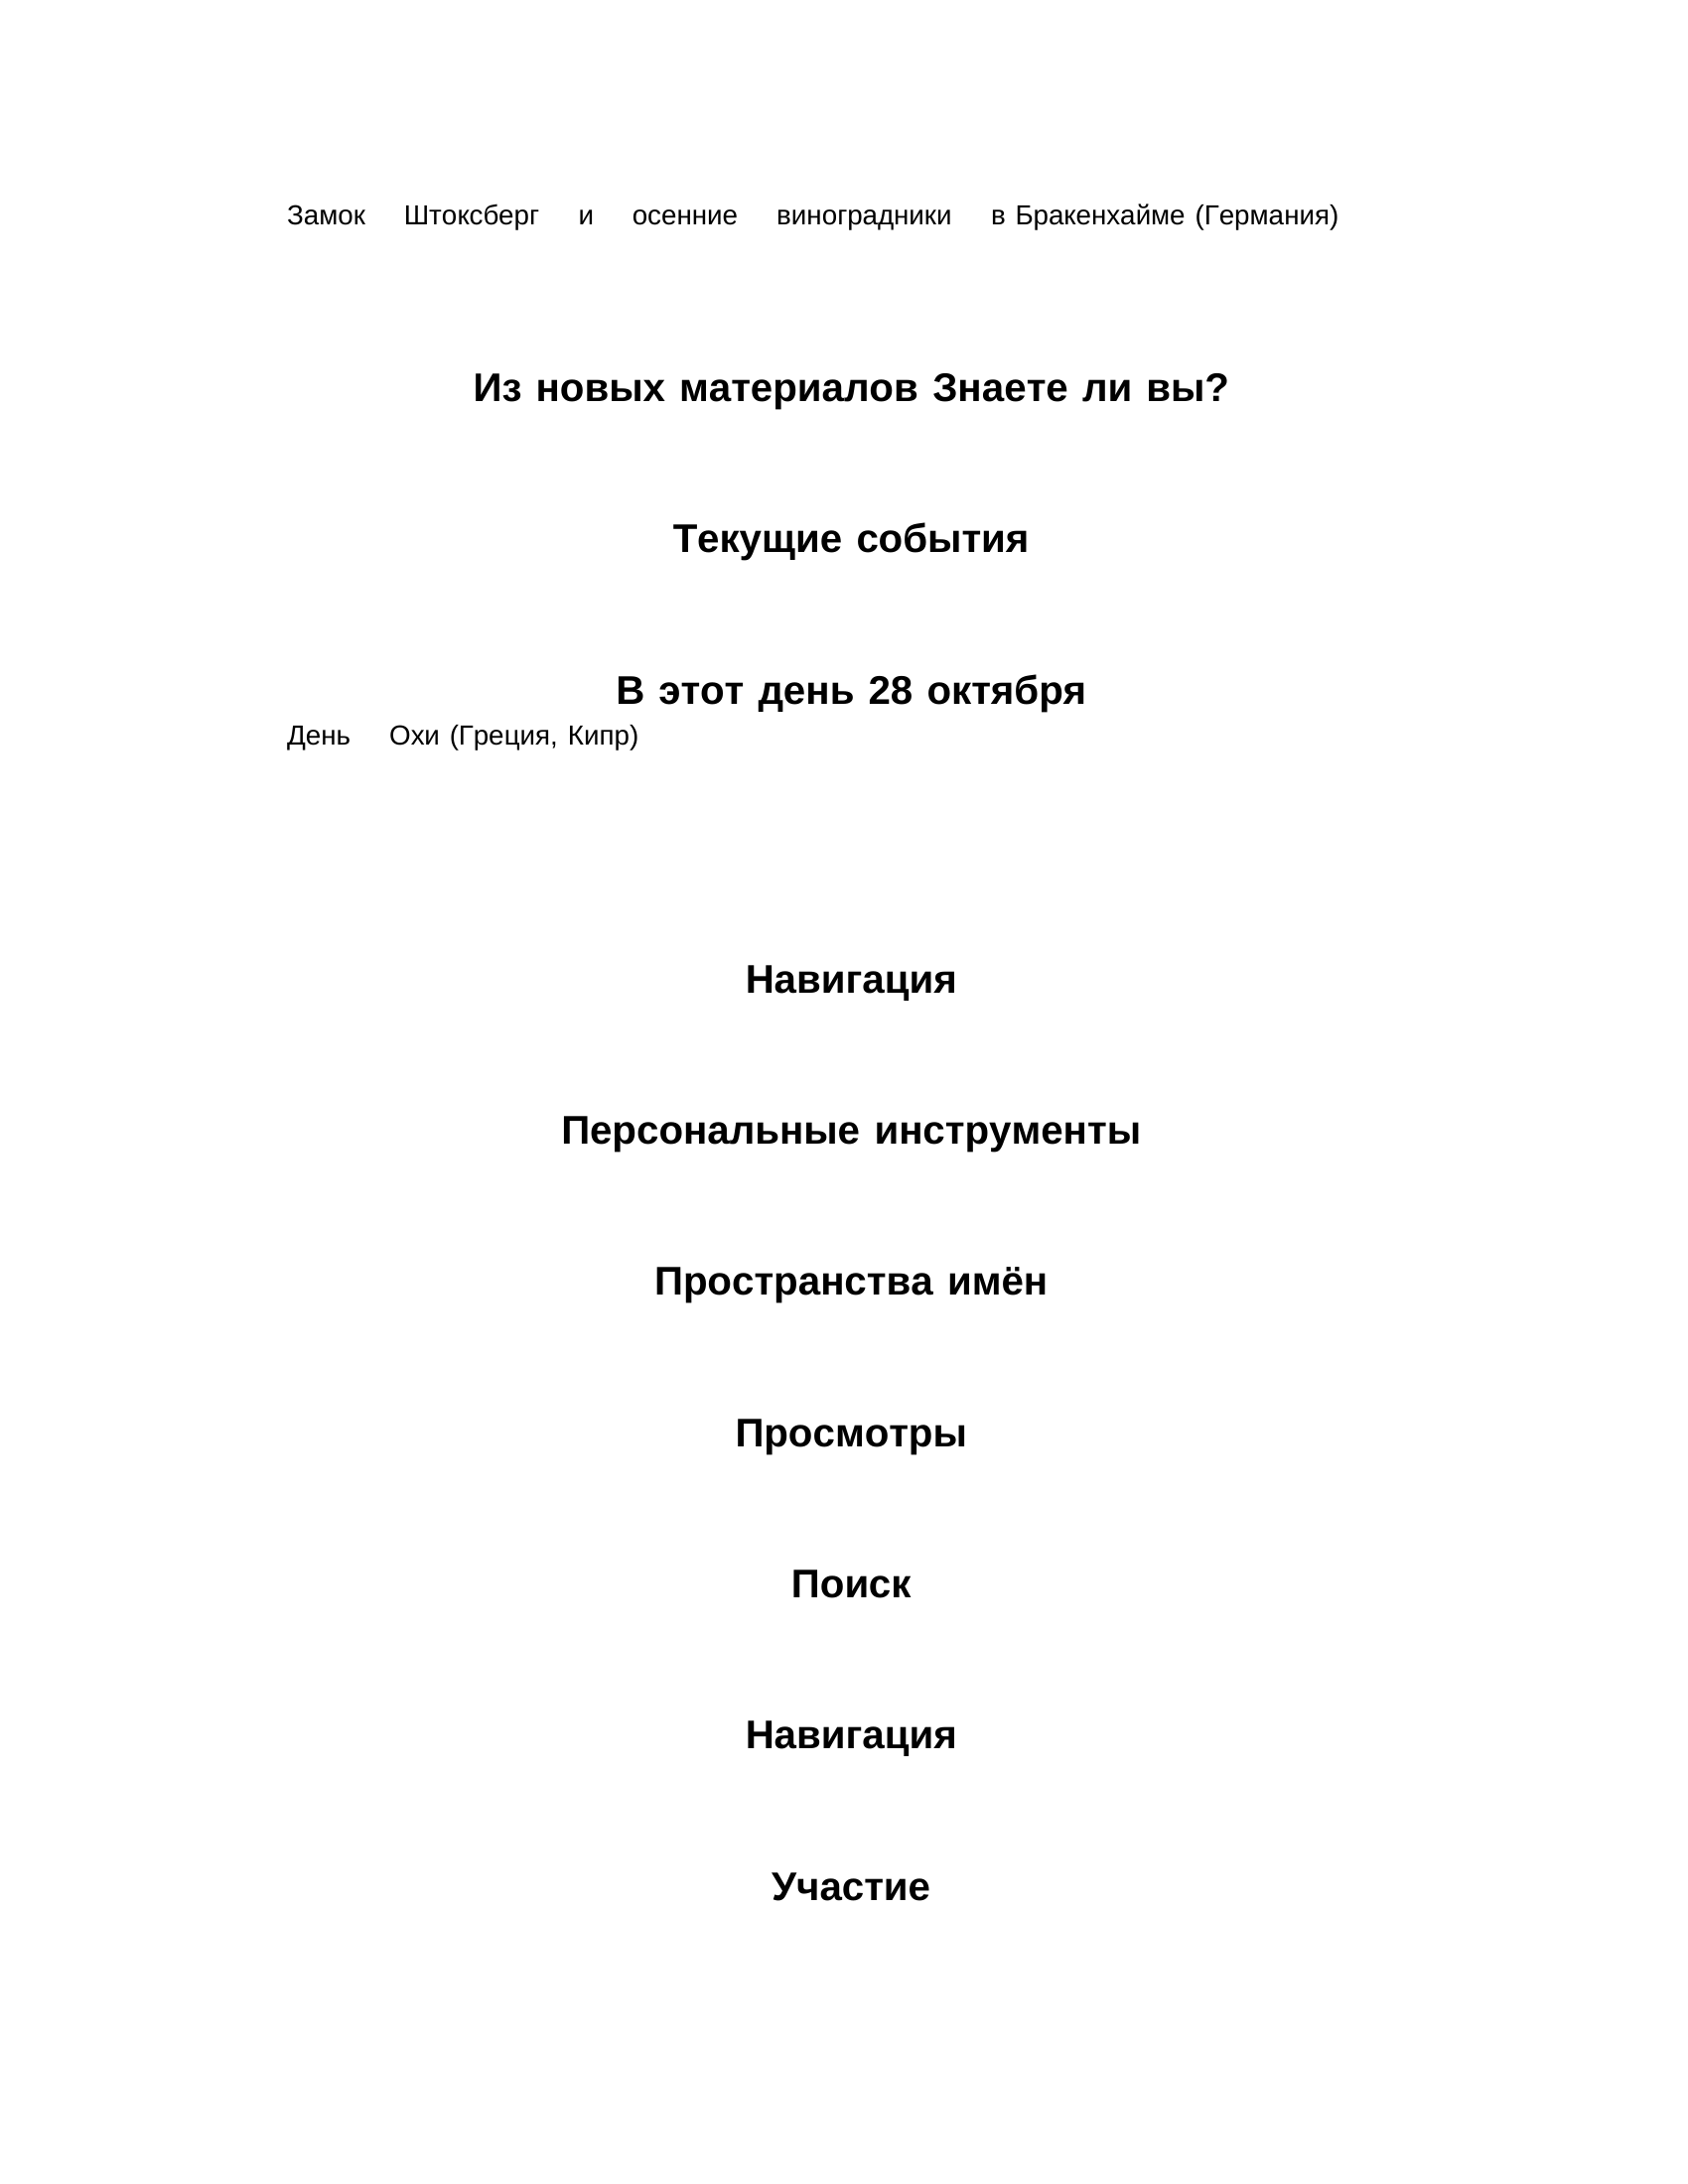 Замок Штоксберг и осенние виноградники в Бракенхайме (Германия)
Из новых материалов Знаете ли вы?
Текущие события
В этот день 28 октября
День Охи (Греция, Кипр)
Навигация
Персональные инструменты
Пространства имён
Просмотры
Поиск
Навигация
Участие